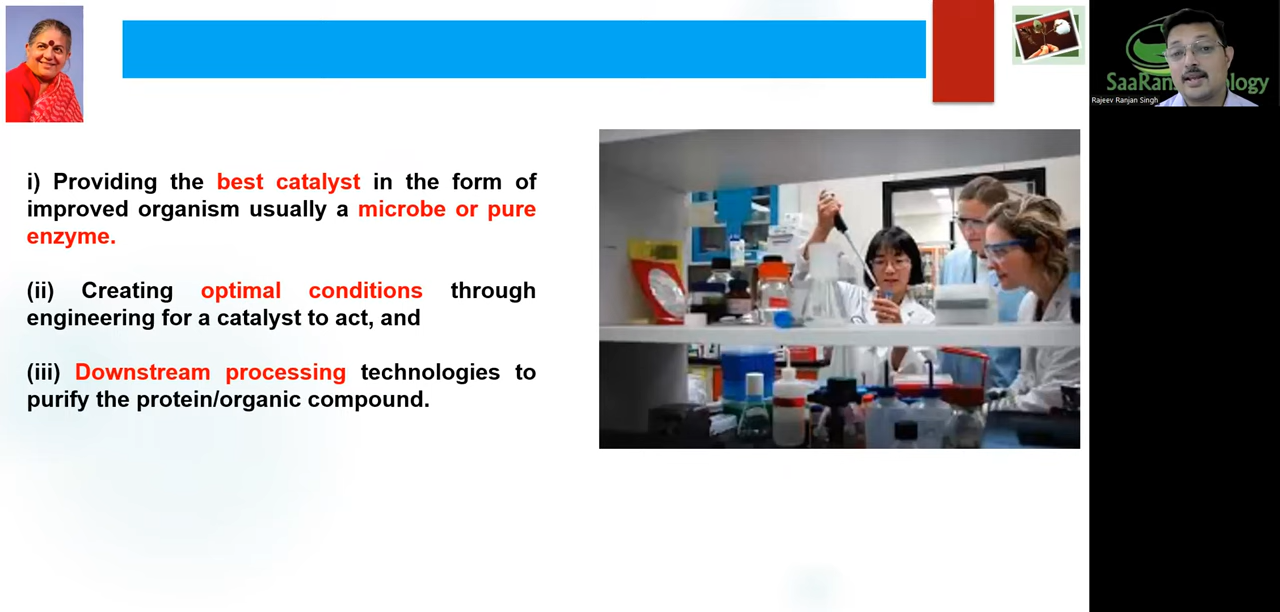 i) Providing the best catalyst in the form of
improved organism usually a microbe or pure
enzyme.
(ii) Creating optimal conditions through
engineering for a catalyst to act, and
(iii) Downstream processing technologies to
purify the protein/organic compound.
Rajeev Ranjan Singh